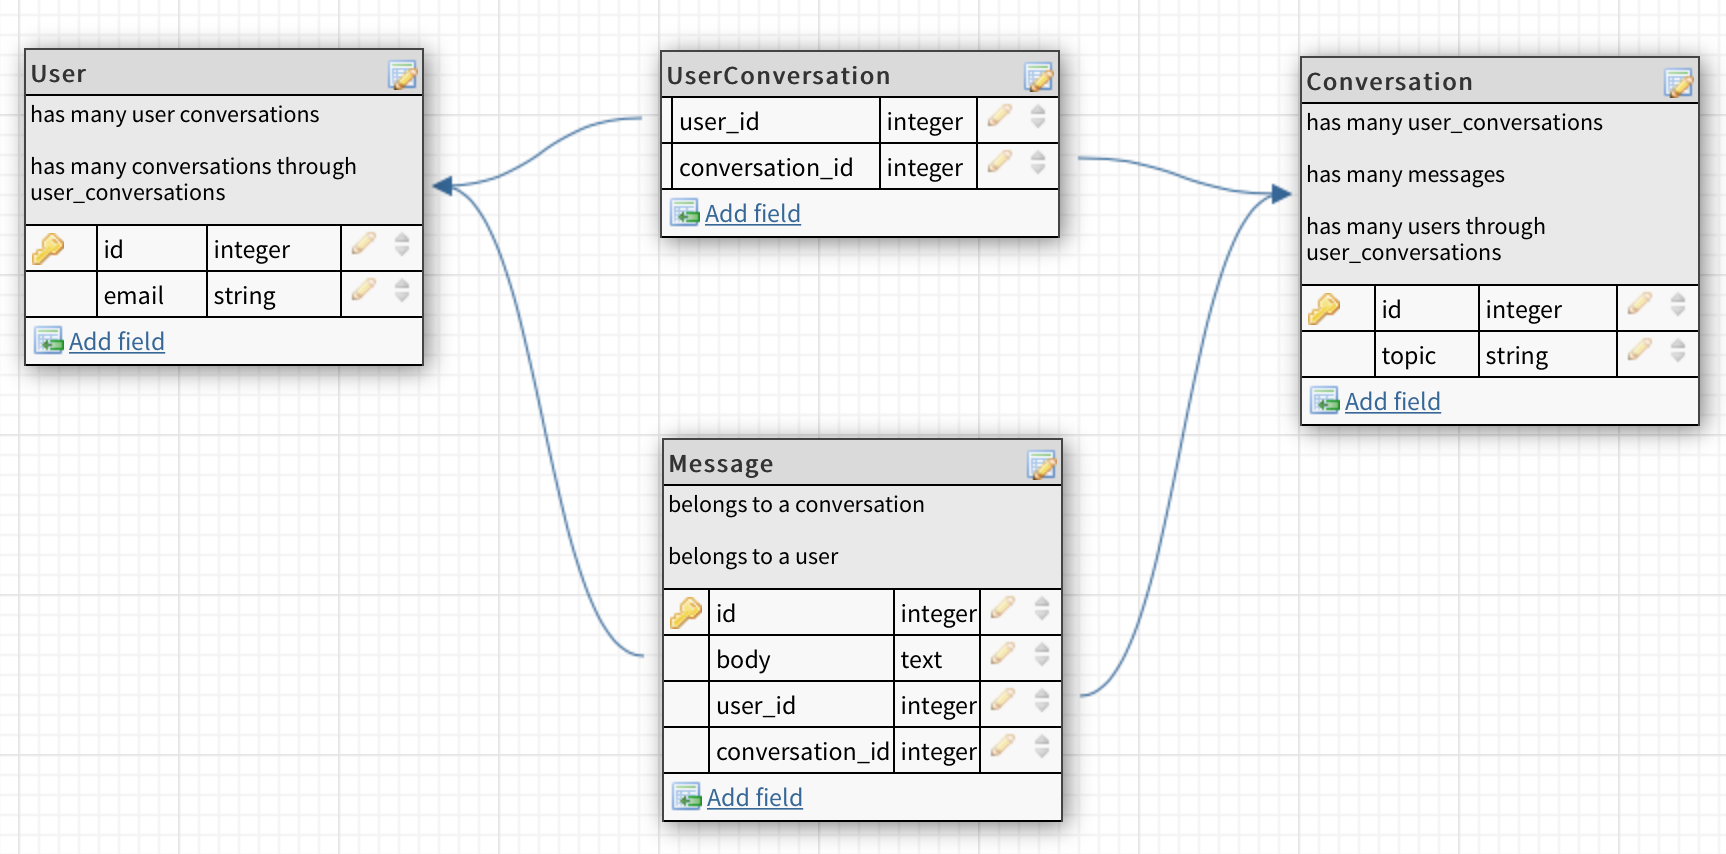 User
has many user conversations
has many conversations through
user_conversations
id integer
email string
Add field
UserConversation
user_id integer
conversation_id integer
Add field
Conversation
has many user_conversations
has many messages
has many users through
user_conversations
id integer
topic string
Add field
Message
belongs to a conversation
belongs to a user
id integer
body text
user_id integer
conversation_id integer
Add field